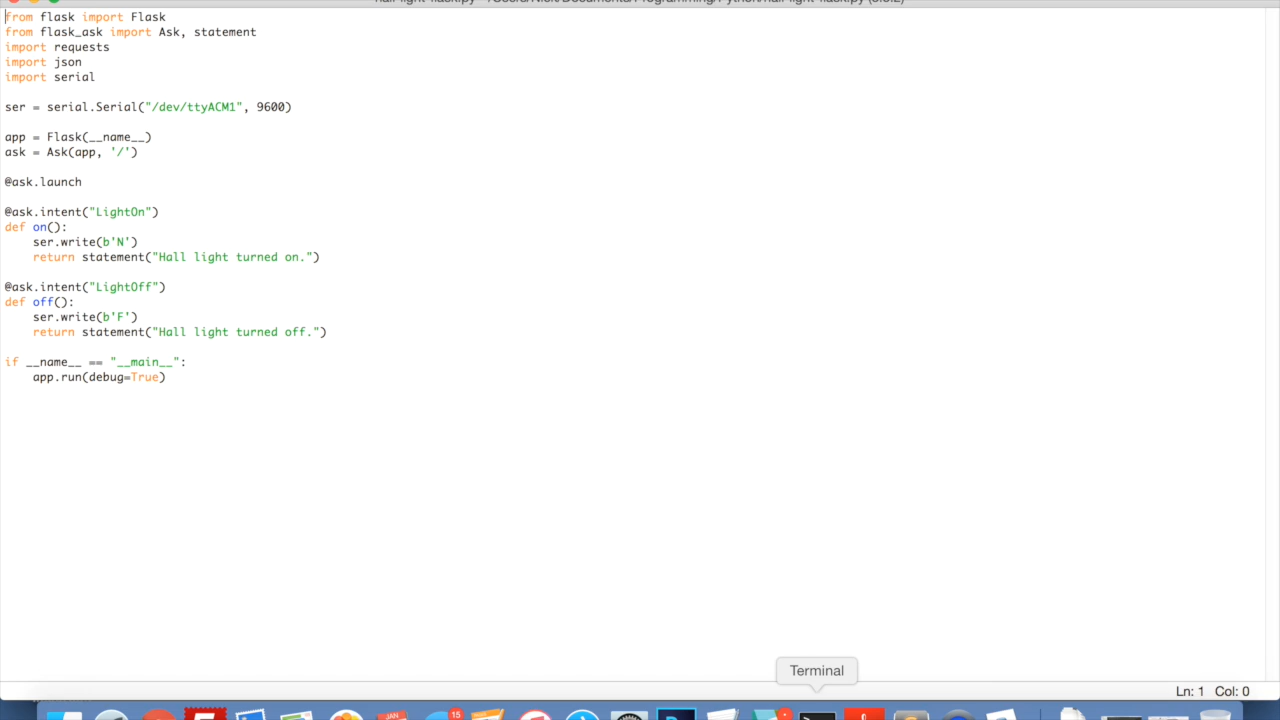 from flask import Flask
from flask_ask import Ask, statement
import requests
import json
import serial
ser = serial.Serial("/dev/ttyACM1", 9600)
app = Flask(__name__)
ask = Ask(app, '/')
@ask.launch
@ask.intent("LightOn")
def on():
    ser.write(b'N')
    return statement("Hall light turned on.")
@ask.intent("LightOff")
def off():
    ser.write(b'F')
    return statement("Hall light turned off.")
if __name__ == "__main__":
    app.run(debug=True)
Terminal
Ln: 1 Col: 0
JAN
15